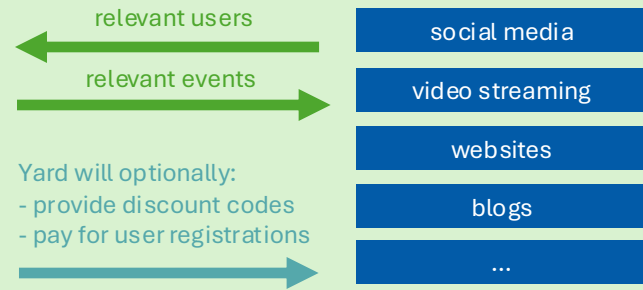 relevant users
relevant events
Yard will optionally:
- provide discount codes
- pay for user registrations
social media
video streaming
websites
blogs
...